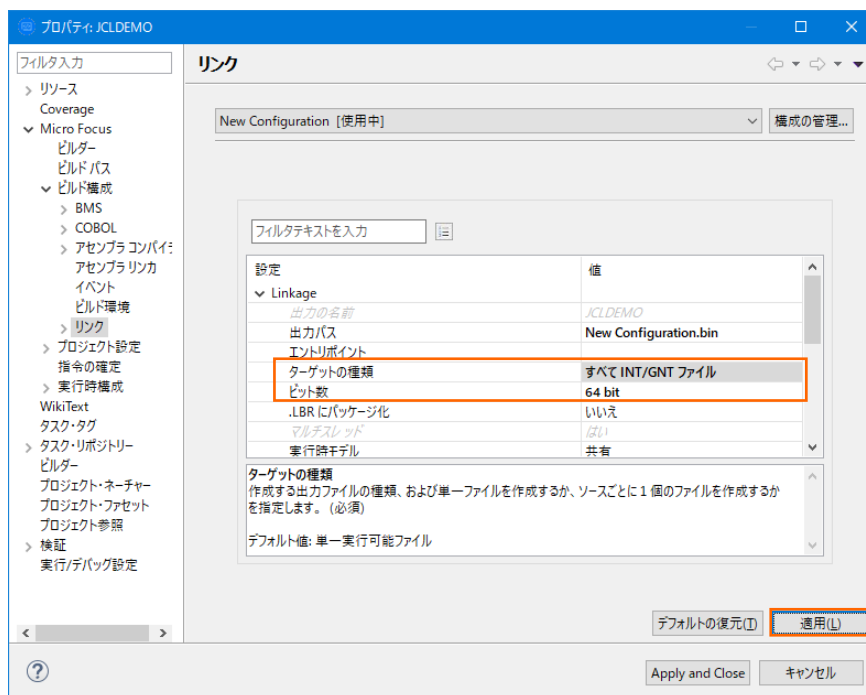 プロパティ: JCLDEMO
フィルタ入力
リソース
Coverage
Micro Focus
ビルダー
ビルド パス
ビルド構成
BMS
COBOL
アセンブラ コンパイラ
アセンブラ リンカ
イベント
ビルド環境
リンク
プロジェクト設定
指令の確定
実行時構成
WikiText
タスク・タグ
タスク・リポジトリー
ビルダー
プロジェクト・ネーチャー
プロジェクト・ファセット
プロジェクト参照
検証
実行/デバッグ設定
リンク
New Configuration [使用中]
構成の管理...
フィルタテキストを入力
設定 値
Linkage
出力の名前 JCLDEMO
出力パス New Configuration.bin
エントリポイント
ターゲットの種類 すべて INT/GNT ファイル
ビット数 64 bit
.LBR にパッケージ化 いいえ
マルチスレッド はい
実行時モデル 共有
ターゲットの種類
作成する出力ファイルの種類、および単一ファイルを作成するか、ソースごとに 1 個のファイルを作成するか
を指定します。(必須)
デフォルト値: 単一実行可能ファイル
デフォルトの復元(T) 適用(L)
Apply and Close キャンセル